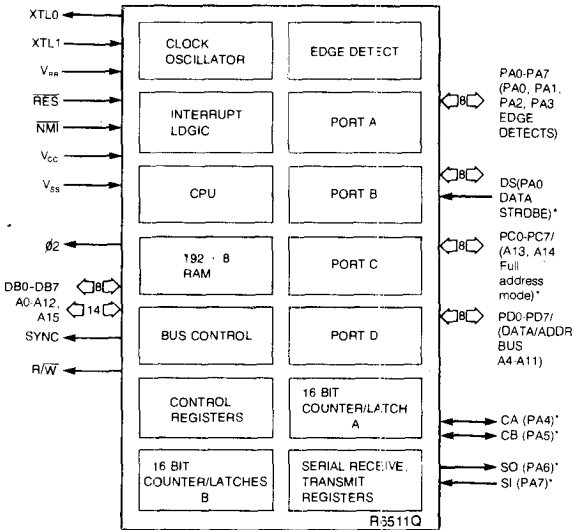 XTL0
XTL1
VRR
RES
NMI
VCC
VSS
ϕ2
DB0-DB7
8
A0-A12,
A15
14
SYNC
R/W
CLOCK
OSCILLATOR
EDGE DETECT
INTERRUPT
LOGIC
PORT A
CPU
PORT B
192 · 8
RAM
PORT C
BUS CONTROL
PORT D
CONTROL
REGISTERS
16 BIT
COUNTER/LATCH
A
16 BIT
COUNTER/LATCHES
B
SERIAL RECEIVE,
TRANSMIT
REGISTERS
R6511Q
8
PA0-PA7
(PA0, PA1,
PA2, PA3
EDGE
DETECTS)
8
DS(PA0
DATA
STROBE)*
8
PC0-PC7/
(A13, A14
Full
address
mode)*
8
PD0-PD7/
(DATA/ADDR
BUS
A4-A11)
CA (PA4)*
CB (PA5)*
SO (PA6)*
SI (PA7)*